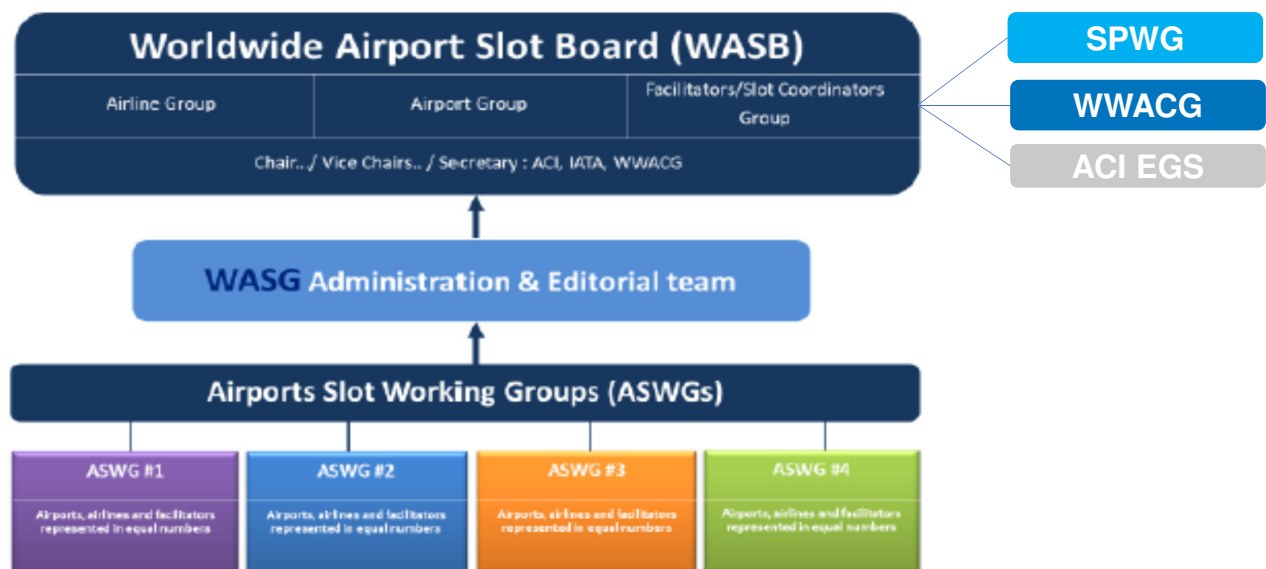 Worldwide Airport Slot Board (WASB)
Airline Group
Airport Group
Facilitators/Slot Coordinators
Group
Chair../ Vice Chairs.. / Secretary : ACI, IATA, WWACG
SPWG
WWACG
ACI EGS
WASG Administration & Editorial team
Airports Slot Working Groups (ASWGs)
ASWG #1
Airports, airlines and facilitators
represented in equal numbers
ASWG #2
Airports, airlines and facilitators
represented in equal numbers
ASWG #3
Airports, airlines and facilitators
represented in equal numbers
ASWG #4
Airports, airlines and facilitators
represented in equal numbers